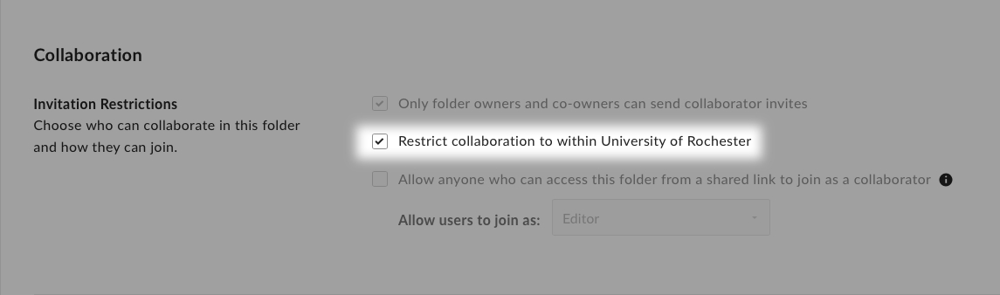 Collaboration
Invitation Restrictions
Choose who can collaborate in this folder
and how they can join.
Only folder owners and co-owners can send collaborator invites
Restrict collaboration to within University of Rochester
Allow anyone who can access this folder from a shared link to join as a collaborator
Allow users to join as:
Editor